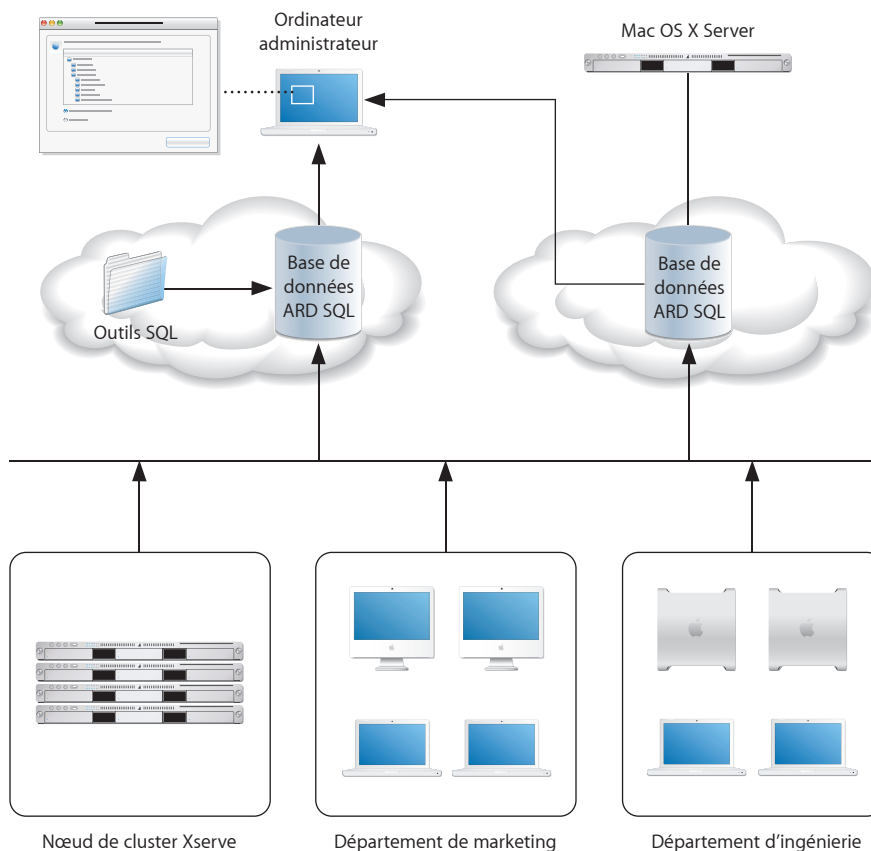 Ordinateur
administrateur
Mac OS X Server
Base de
données
ARD SQL
Outils SQL
Base de
données
ARD SQL
Nœud de cluster Xserve
Département de marketing
Département d’ingénierie